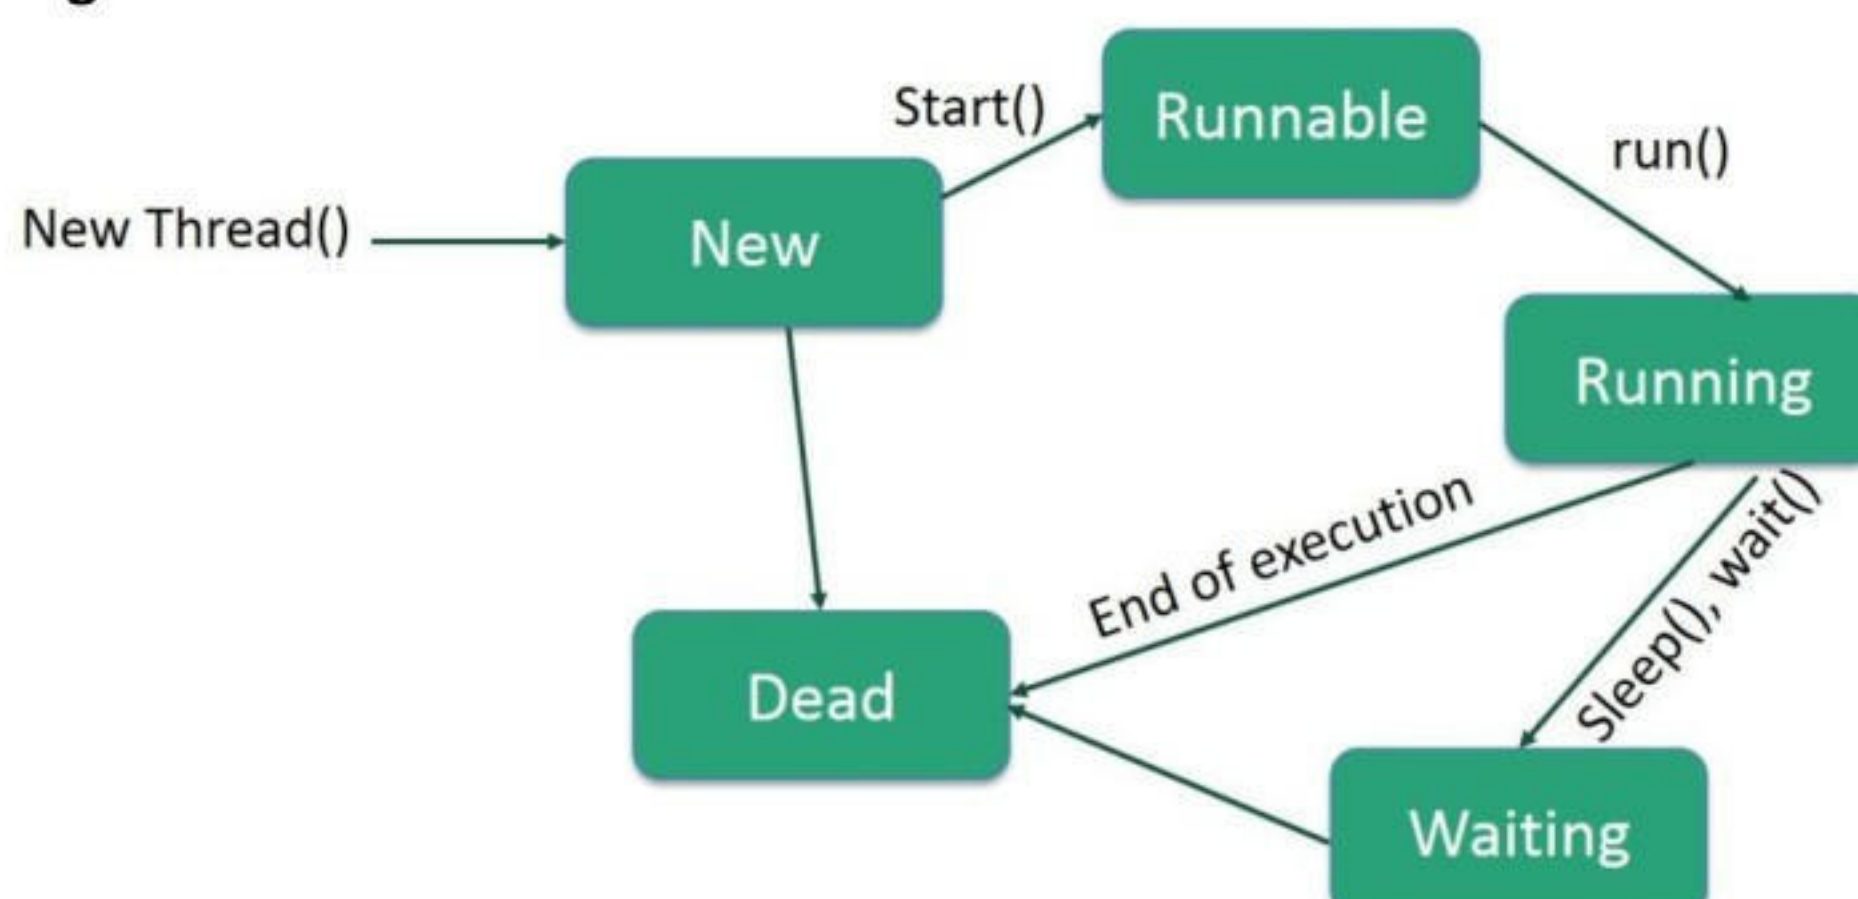 Start()
Runnable
run()
New Thread()
New
Running
End of execution
Sleep(), wait()
Dead
Waiting